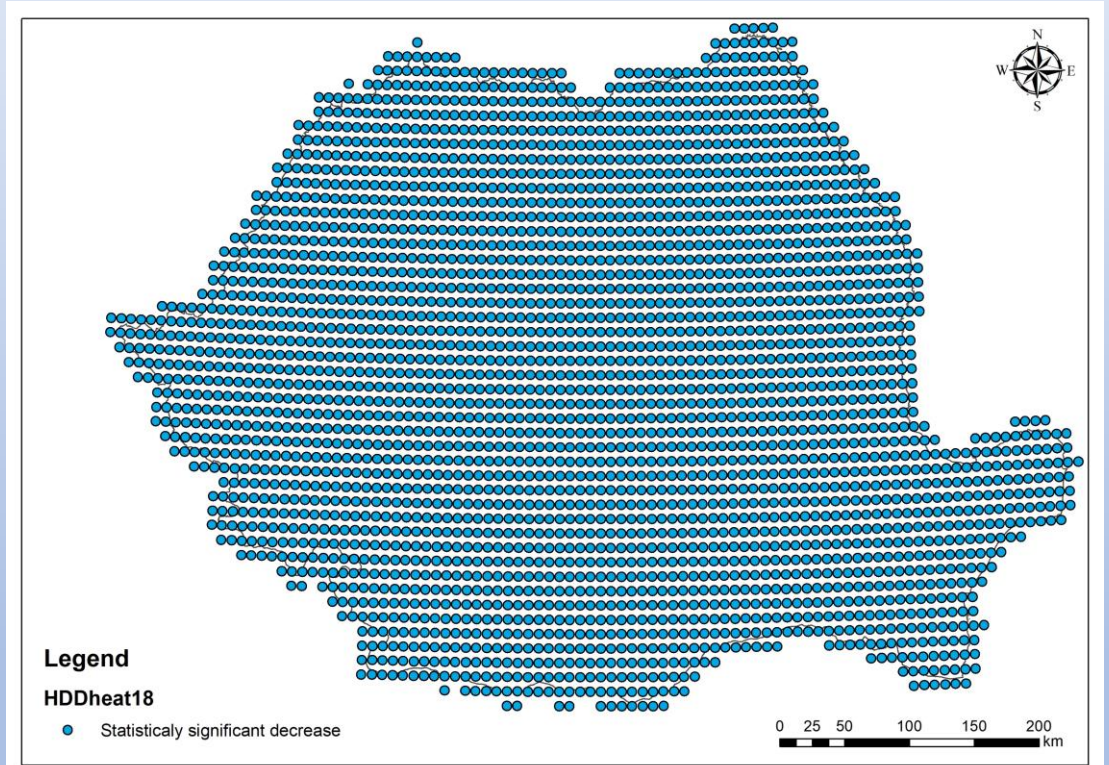 N
W E
S
Legend
HDDheat18
Statisticaly significant decrease
0 25 50 100 150 200
km